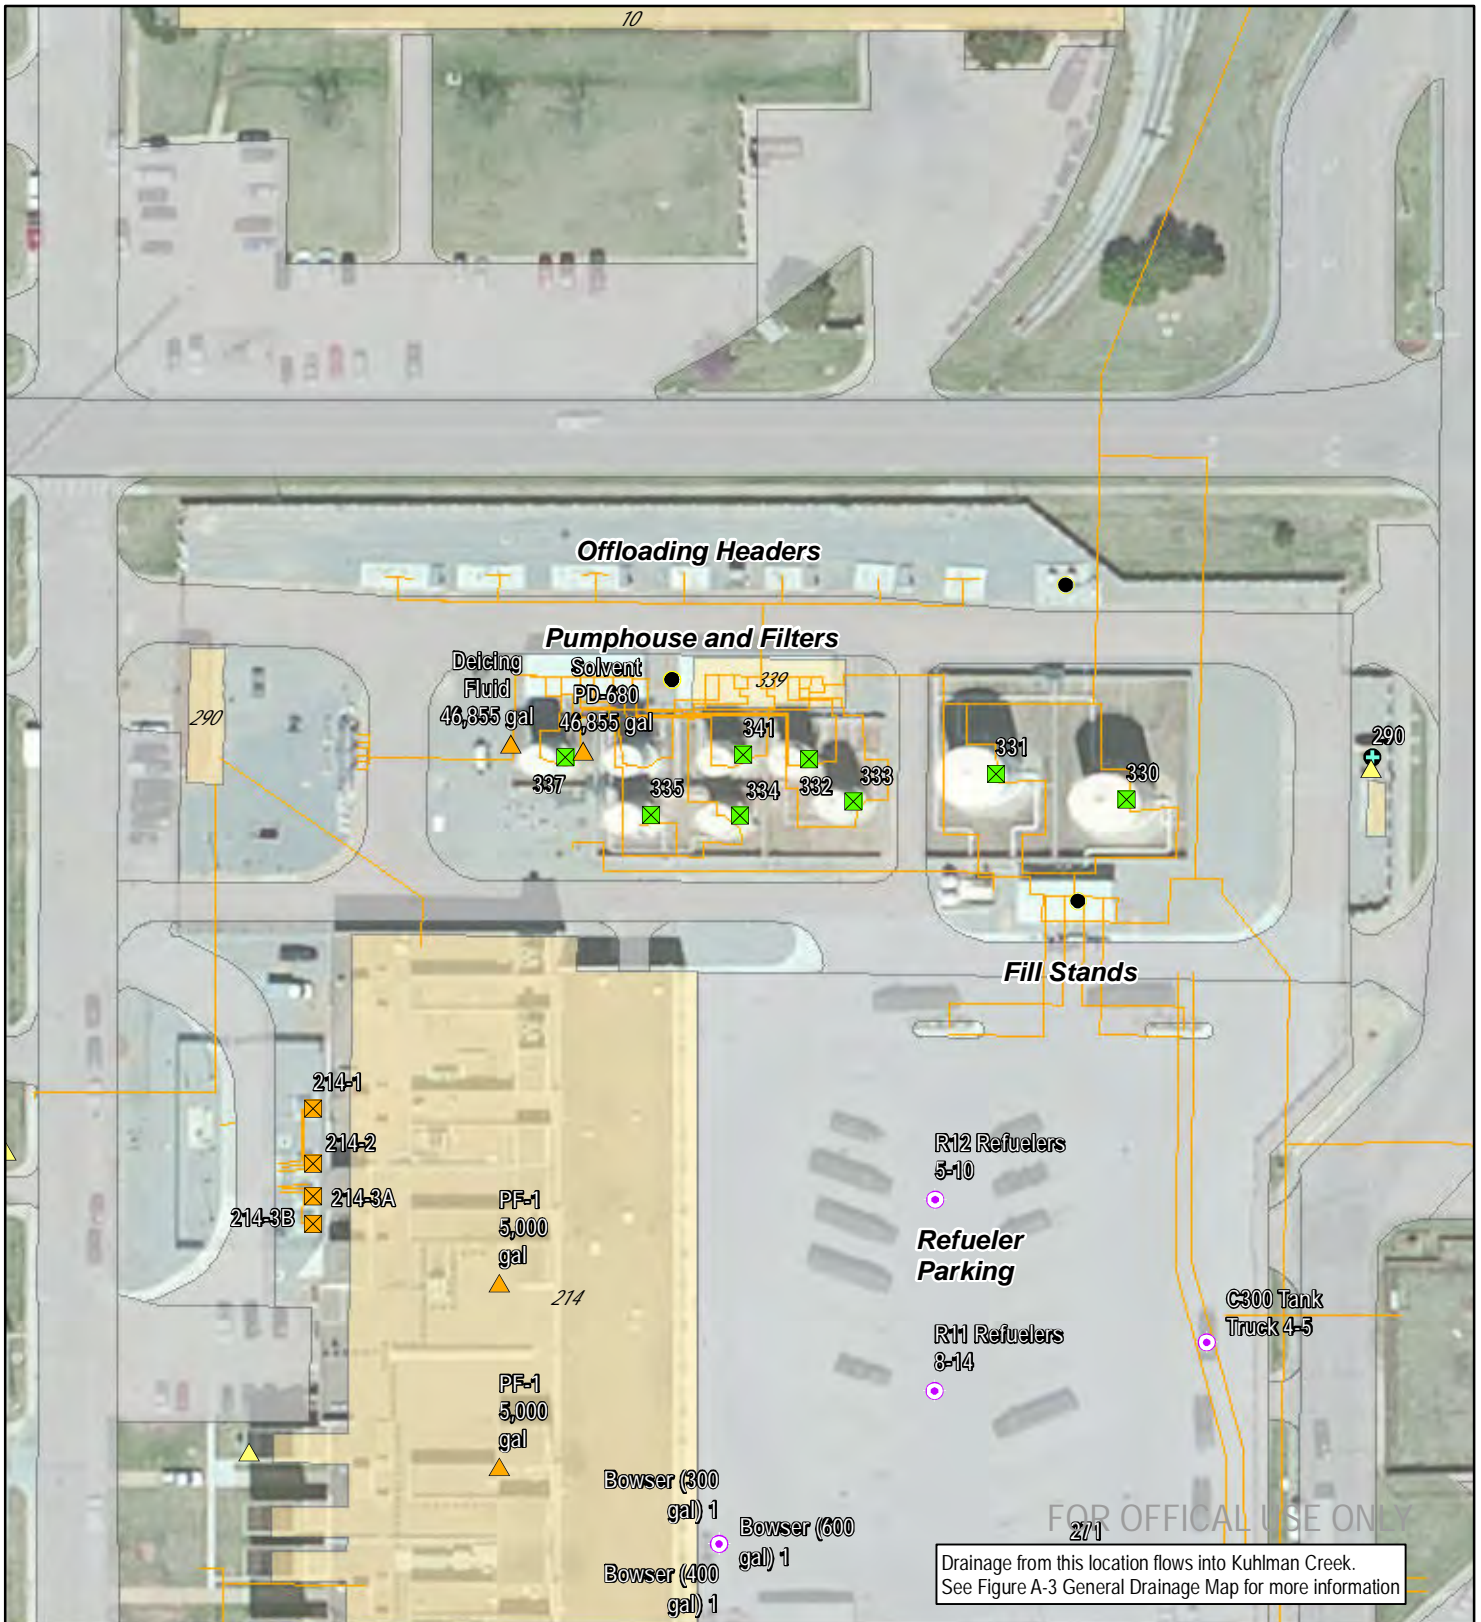 10
Offloading Headers
Pumphouse and Filters
Deicing
Fluid
46,855 gal
Solvent
PD-680
46,855 gal
339
290
341
290
331
337
335
334
332
333
330
Fill Stands
214-1
214-2
214-3A
214-3B
R12 Refuelers
5-10
PF-1
5,000
gal
Refueler
Parking
214
C300 Tank
Truck 4-5
R11 Refuelers
8-14
PF-1
5,000
gal
Bowser (300
gal) 1
Bowser (600
gal) 1
Bowser (400
gal) 1
FOR OFFICAL USE ONLY
271
Drainage from this location flows into Kuhlman Creek.
See Figure A-3 General Drainage Map for more information